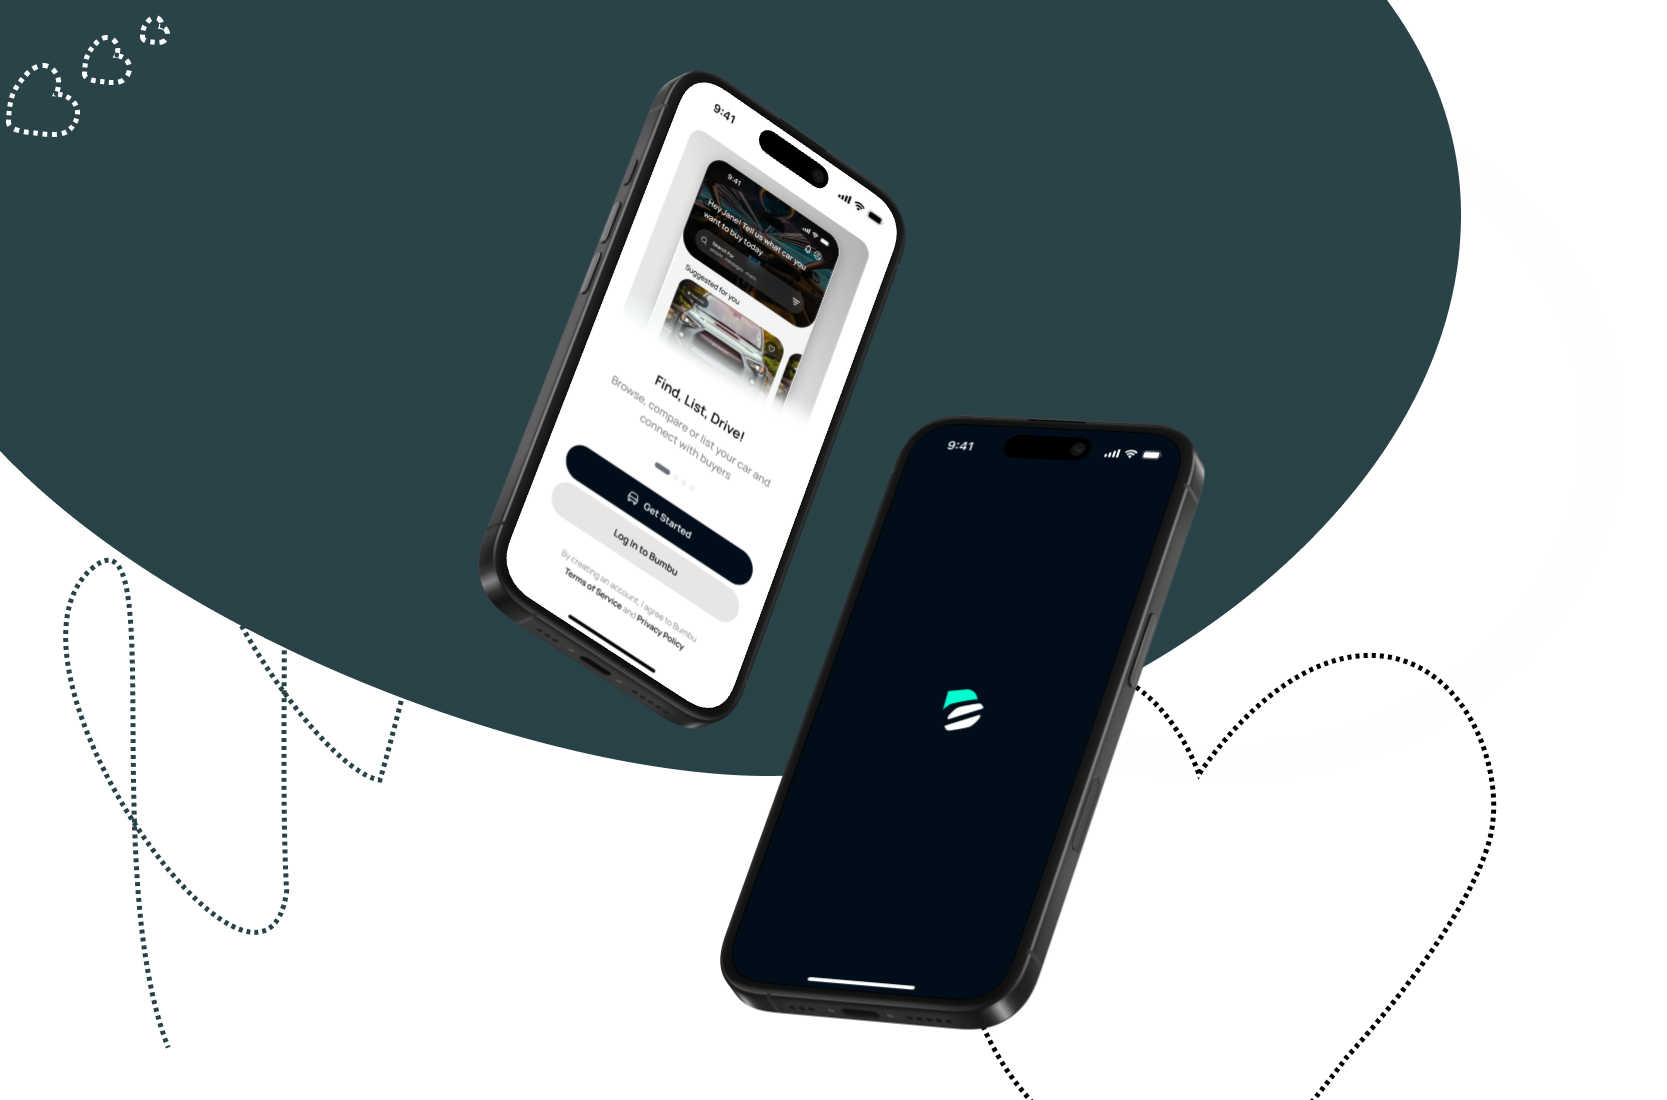 9:41
9:41
Hey Jane! Tell us what car you
want to buy today
Search for
Suggested for you
Find, List, Drive!
Browse, compare or list your car and
connect with buyers
Get Started
Log In to Bumbu
By creating an account, I agree to Bumbu
Terms of Service and Privacy Policy
9:41